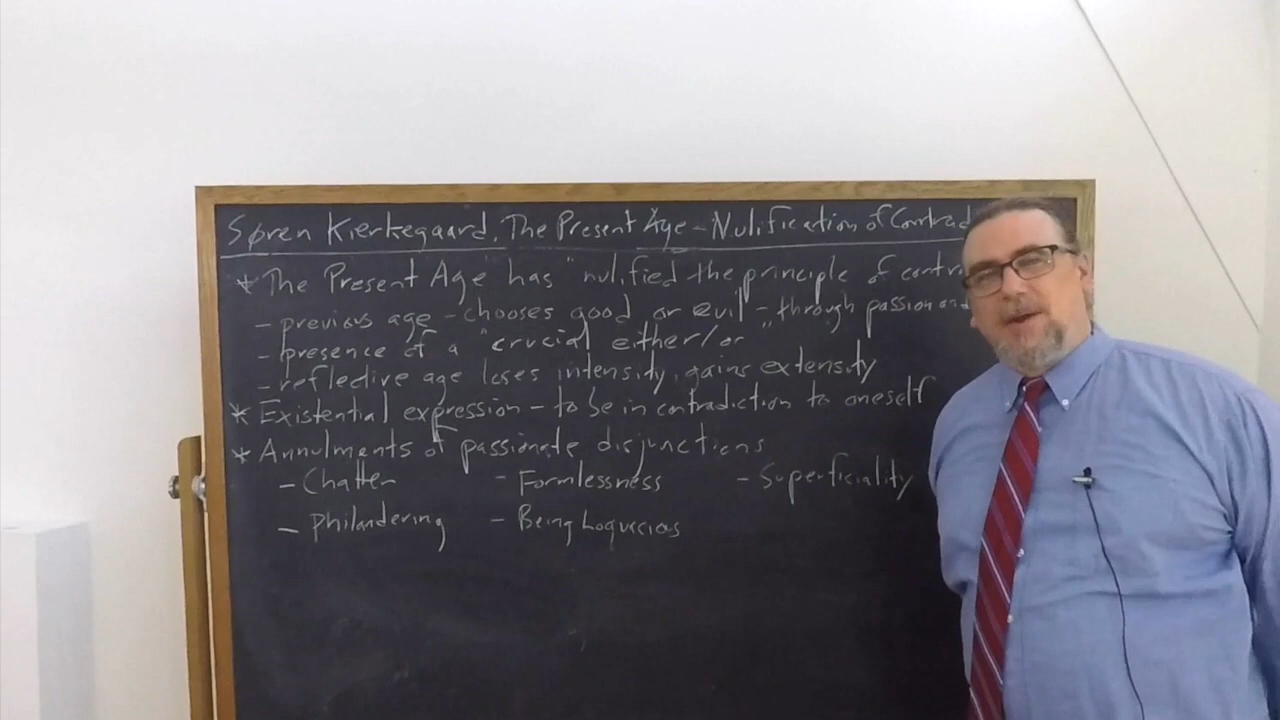 Søren Kierkegaard, The Present Age - Nulification of Contrad
* The Present Age has "nulified the principle of contra
- previous age - chooses good or evil - through passion and
- presence of a "crucial either/or"
- reflective age loses intensity, gains extensity
* Existential expression - to be in contradiction to oneself
* Annulments of passionate disjunctions
- Chatter - Formlessness - Superficiality
- Philandering - Being Loquacious